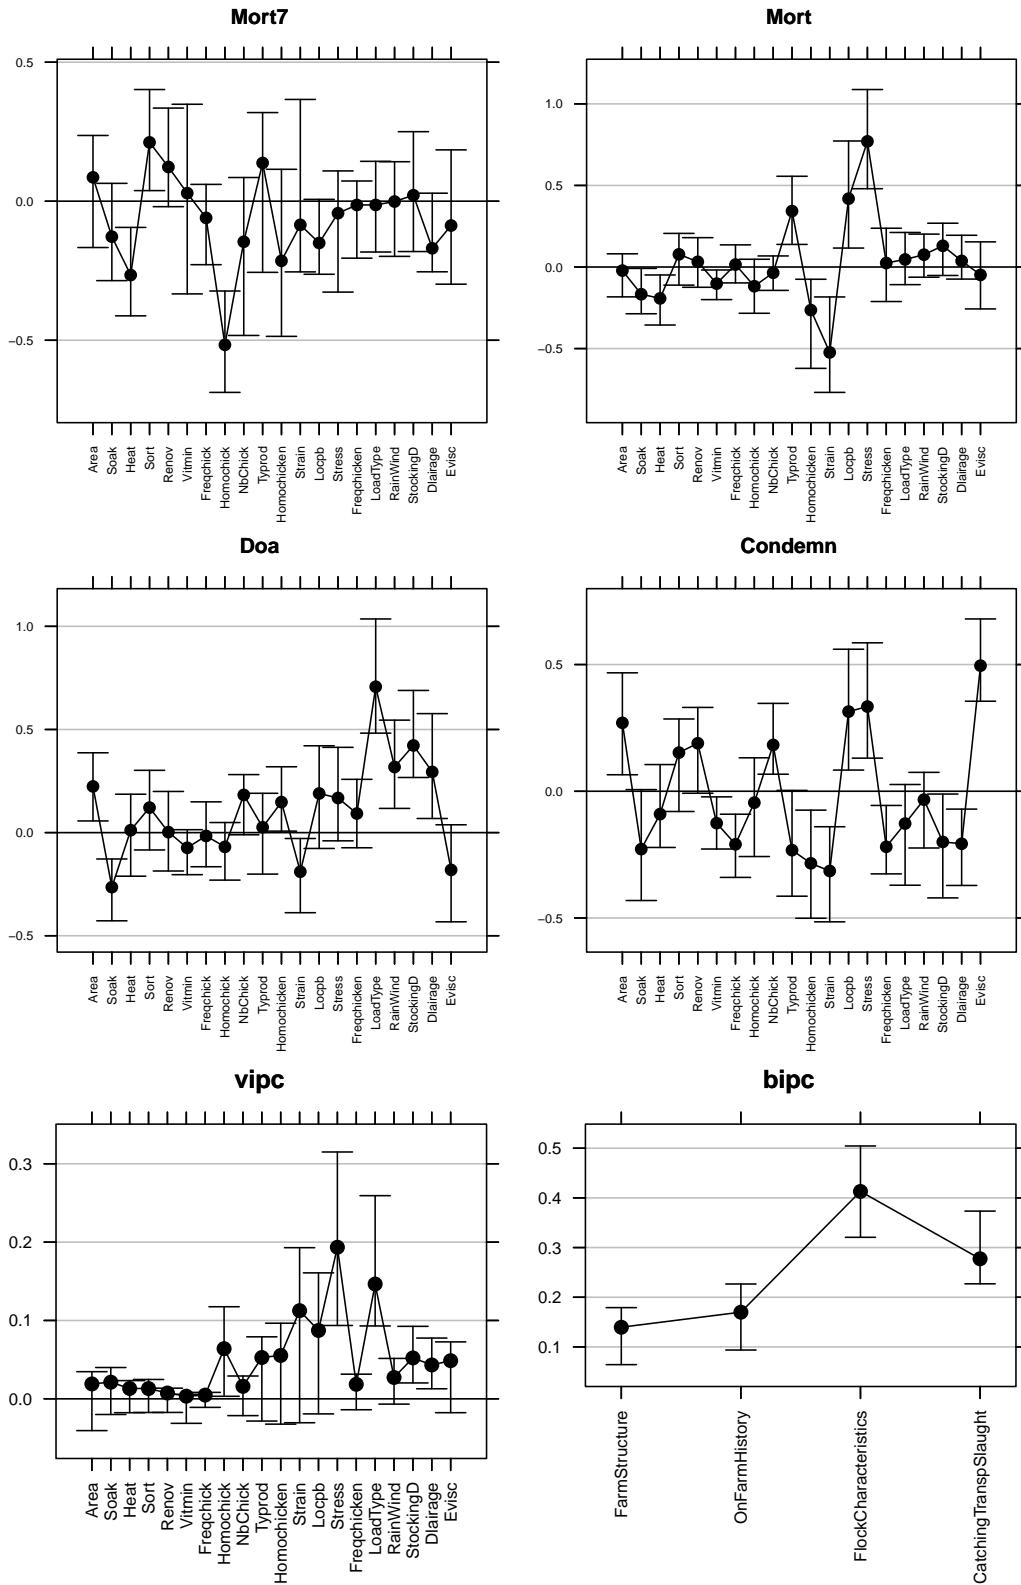 Mort7
0.5
0.0
−0.5
Area
Soak
Heat
Sort
Renov
Vitmin
Freqchick
Homochick
NbChick
Typrod
Homochicken
Strain
Locpb
Stress
Freqchicken
LoadType
RainWind
StockingD
Dlairage
Evisc
Mort
1.0
0.5
0.0
−0.5
Area
Soak
Heat
Sort
Renov
Vitmin
Freqchick
Homochick
NbChick
Typrod
Homochicken
Strain
Locpb
Stress
Freqchicken
LoadType
RainWind
StockingD
Dlairage
Evisc
Doa
1.0
0.5
0.0
−0.5
Area
Soak
Heat
Sort
Renov
Vitmin
Freqchick
Homochick
NbChick
Typrod
Homochicken
Strain
Locpb
Stress
Freqchicken
LoadType
RainWind
StockingD
Dlairage
Evisc
Condemn
0.5
0.0
−0.5
Area
Soak
Heat
Sort
Renov
Vitmin
Freqchick
Homochick
NbChick
Typrod
Homochicken
Strain
Locpb
Stress
Freqchicken
LoadType
RainWind
StockingD
Dlairage
Evisc
vipc
0.3
0.2
0.1
0.0
Area
Soak
Heat
Sort
Renov
Vitmin
Freqchick
Homochick
NbChick
Typrod
Homochicken
Strain
Locpb
Stress
Freqchicken
LoadType
RainWind
StockingD
Dlairage
Evisc
bipc
0.5
0.4
0.3
0.2
0.1
FarmStructure
OnFarmHistory
FlockCharacteristics
CatchingTranspSlaught